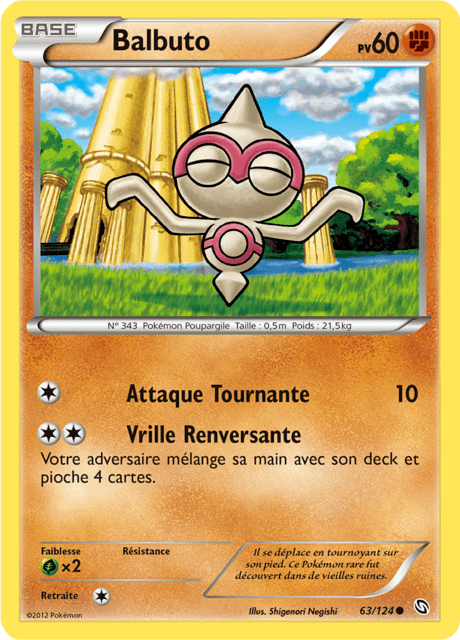 BASE Balbuto PV60
N° 343 Pokémon Poupargile Taille : 0,5m Poids : 21,5kg
Attaque Tournante 10
Vrille Renversante
Votre adversaire mélange sa main avec son deck et
pioche 4 cartes.
Faiblesse Résistance
×2
Retraite
Il se déplace en tournoyant sur
son pied. Ce Pokémon rare fut
découvert dans de vieilles ruines.
©2012 Pokémon Illus. Shigenori Negishi 63/124